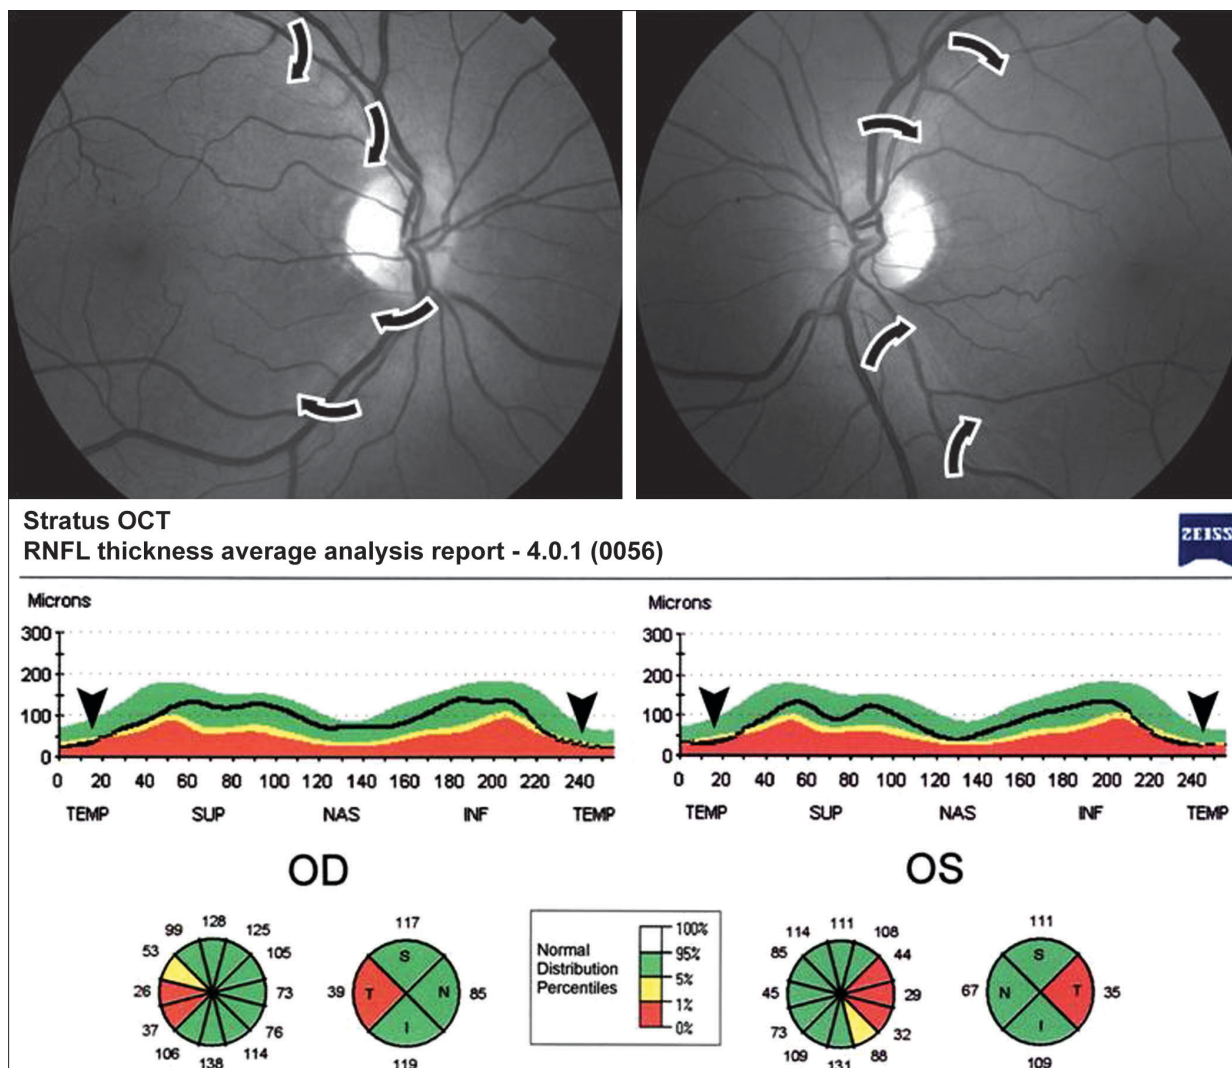 Stratus OCT
RNFL thickness average analysis report - 4.0.1 (0056)
ZEISS
Microns
300
200
100
0
0 20 40 60 80 100 120 140 160 180 200 220 240
TEMP SUP NAS INF TEMP
Microns
300
200
100
0
0 20 40 60 80 100 120 140 160 180 200 220 240
TEMP SUP NAS INF TEMP
OD
OS
128
99 125
53 105
26 73
37 76
106 114
138
117
S
39 T N 85
I
119
Normal
Distribution
Percentiles
100%
95%
5%
1%
0%
111
114 108
85 44
45 29
73 32
109 88
131
111
S
67 N T 35
I
109